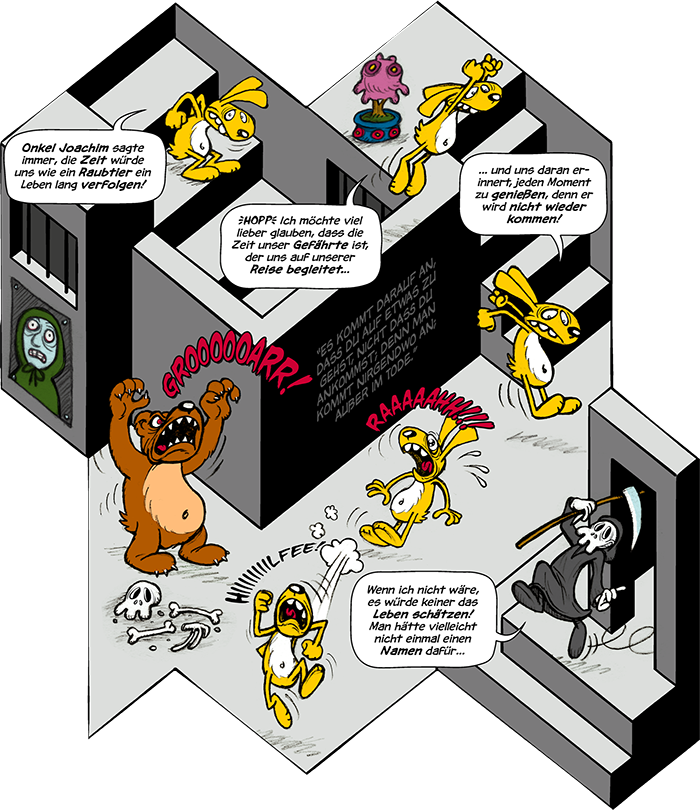 Onkel Joachim sagte
immer, die Zeit würde
uns wie ein Raubtier ein
Leben lang verfolgen!
HOPP Ich möchte viel
lieber glauben, dass die
Zeit unser Gefährte ist,
der uns auf unserer
Reise begleitet...
... und uns daran er-
innert, jeden Moment
zu genießen, denn er
wird nicht wieder
kommen!
"ES KOMMT DARAUF AN,
DASS DU AUF ETWAS ZU
GEHST, NICHT DASS DU
ANKOMMST; DENN MAN
KOMMT NIRGENDWO AN;
AUßER IM TODE."
GROOOOOARR!
RAAAAAHH!!!!
HIIIIIIILFEE!
Wenn ich nicht wäre,
es würde keiner das
Leben schätzen!
Man hätte vielleicht
nicht einmal einen
Namen dafür...